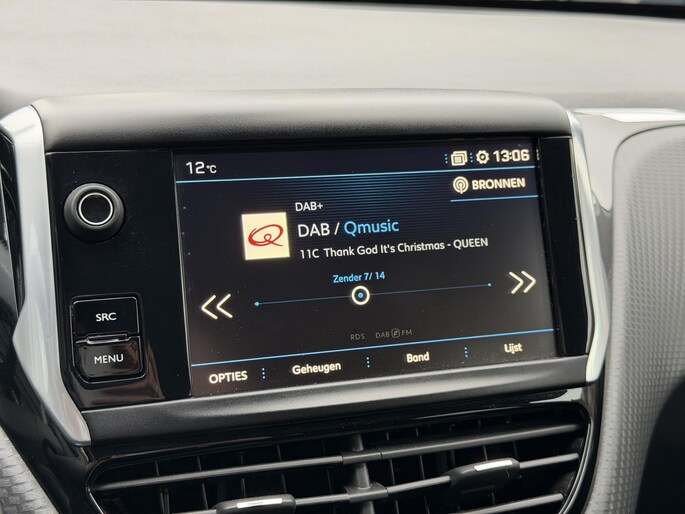 12°C
13:06
BRONNEN
DAB+
DAB / Qmusic
11C Thank God It's Christmas - QUEEN
Zender 7/ 14
RDS DAB FM
SRC
MENU
OPTIES Geheugen Band Lijst